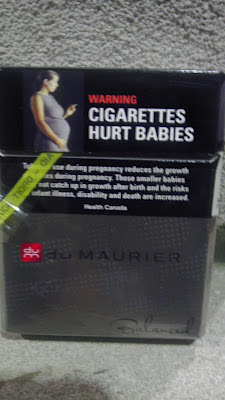 WARNING
CIGARETTES
HURT BABIES
use during pregnancy reduces the growth
during pregnancy. These smaller babies
not catch up in growth after birth and the risks
infant illness, disability and death are increased.
Health Canada
du MAURIER
Balanced